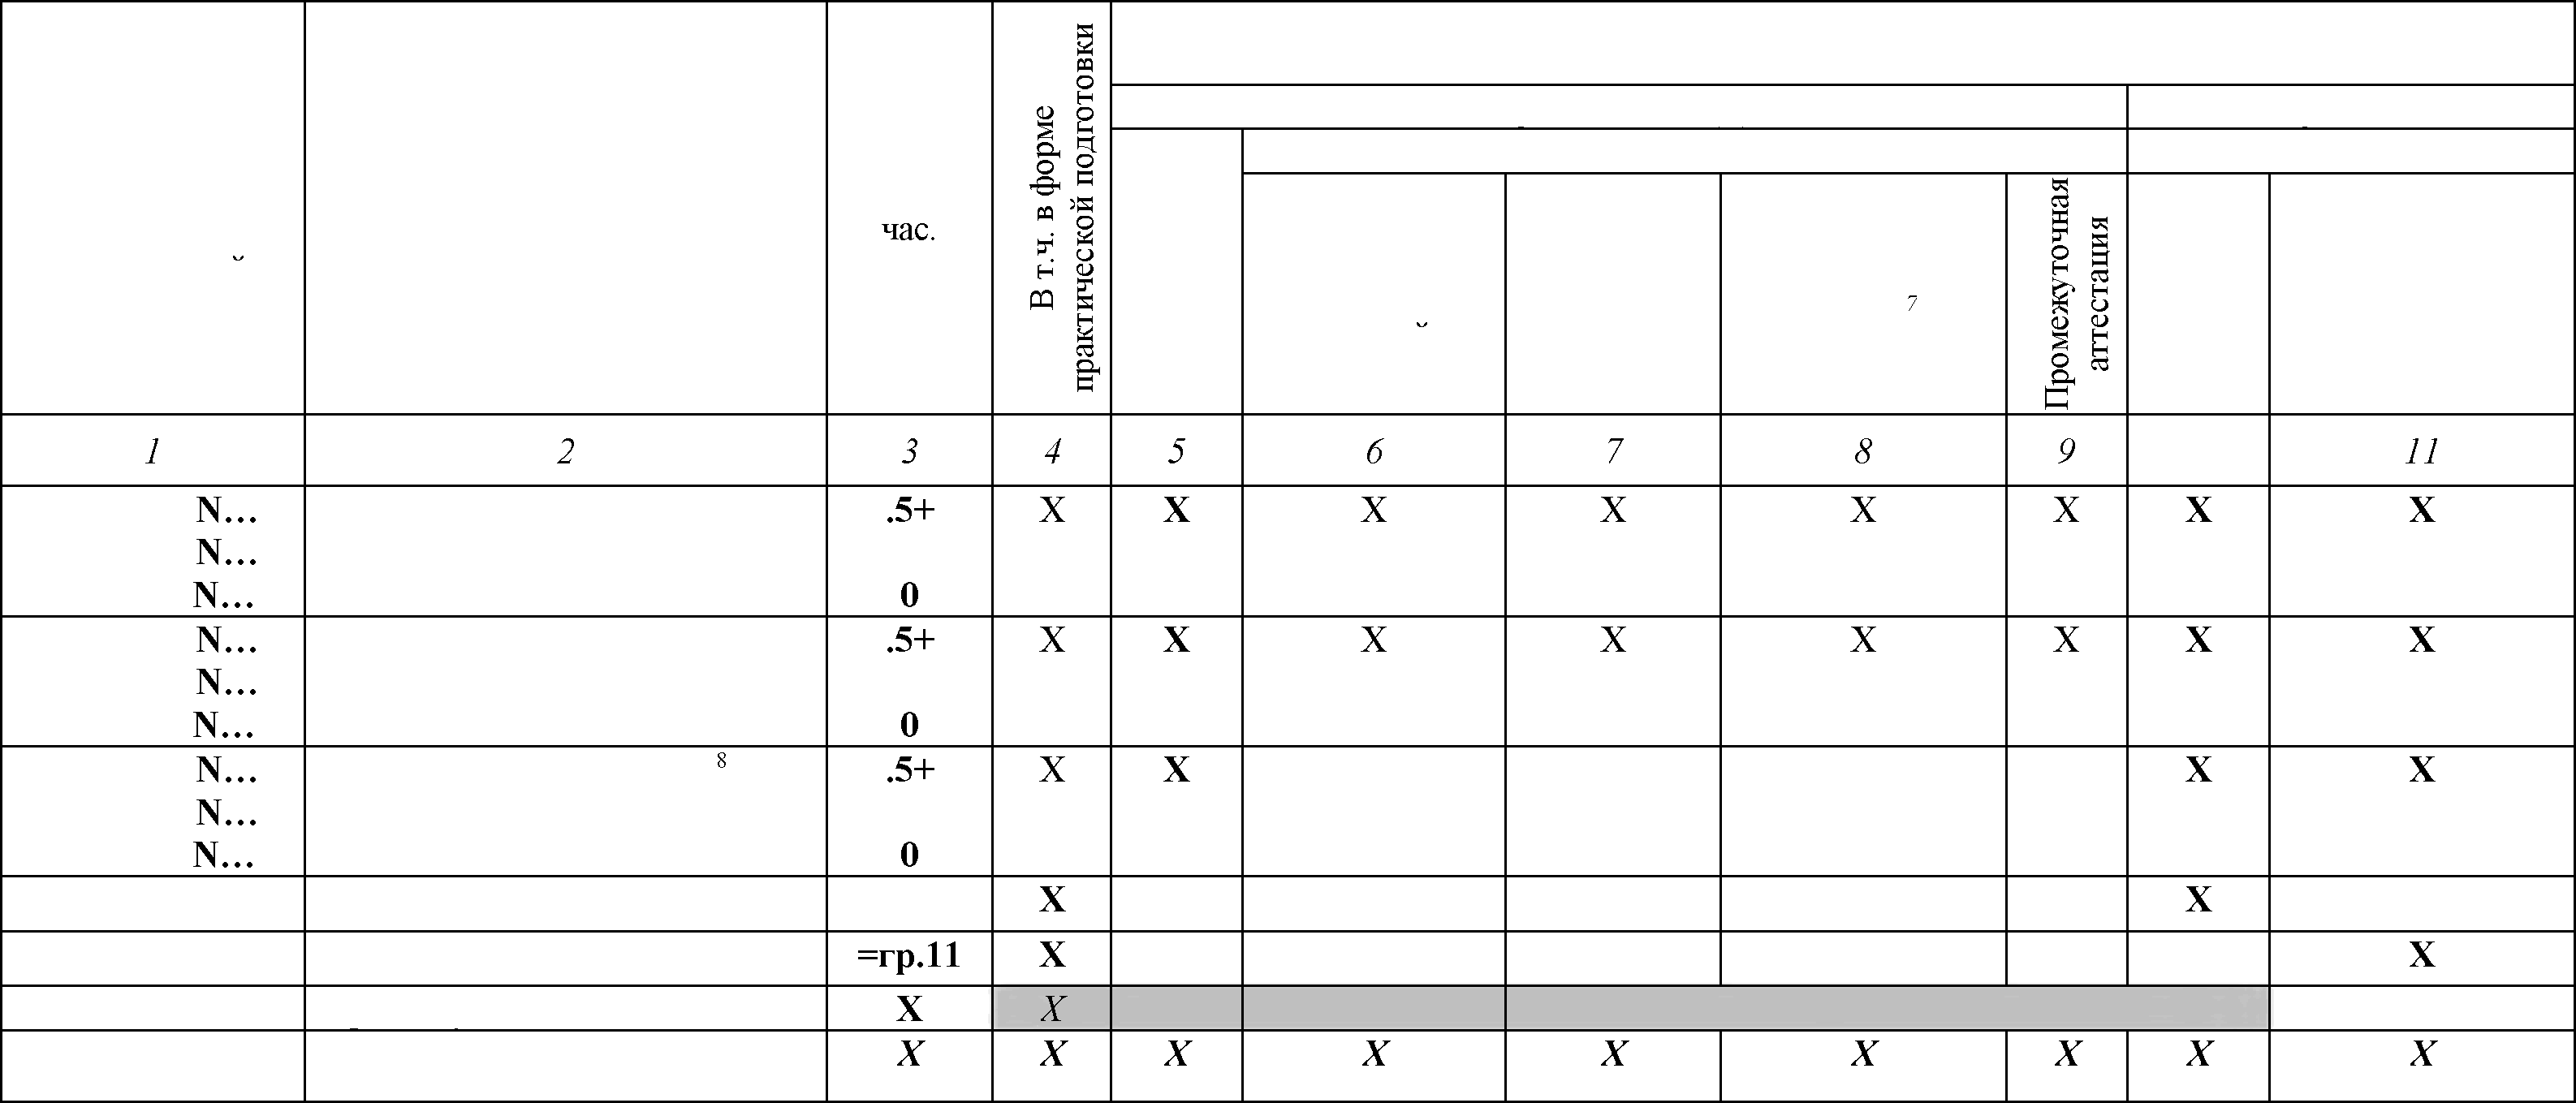 час.
В т.ч. в форме
практической подготовки
7
Промежуточная
аттестация
1 2 3 4 5 6 7 8 9 11
N… .5+ X X X X X X X X
N…
N… 0
N… .5+ X X X X X X X X
N…
N… 0
N… 8 .5+ X X X X
N…
N… 0
X X
=гр.11 X X
X X
X X X X X X X X X